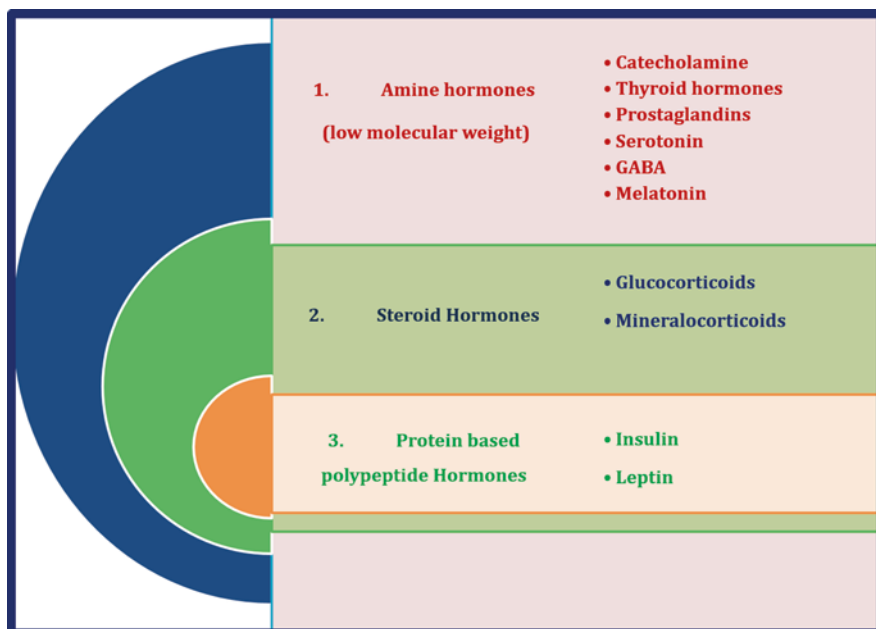 1. Amine hormones
(low molecular weight)
• Catecholamine
• Thyroid hormones
• Prostaglandins
• Serotonin
• GABA
• Melatonin
2. Steroid Hormones
• Glucocorticoids
• Mineralocorticoids
3. Protein based
polypeptide Hormones
• Insulin
• Leptin